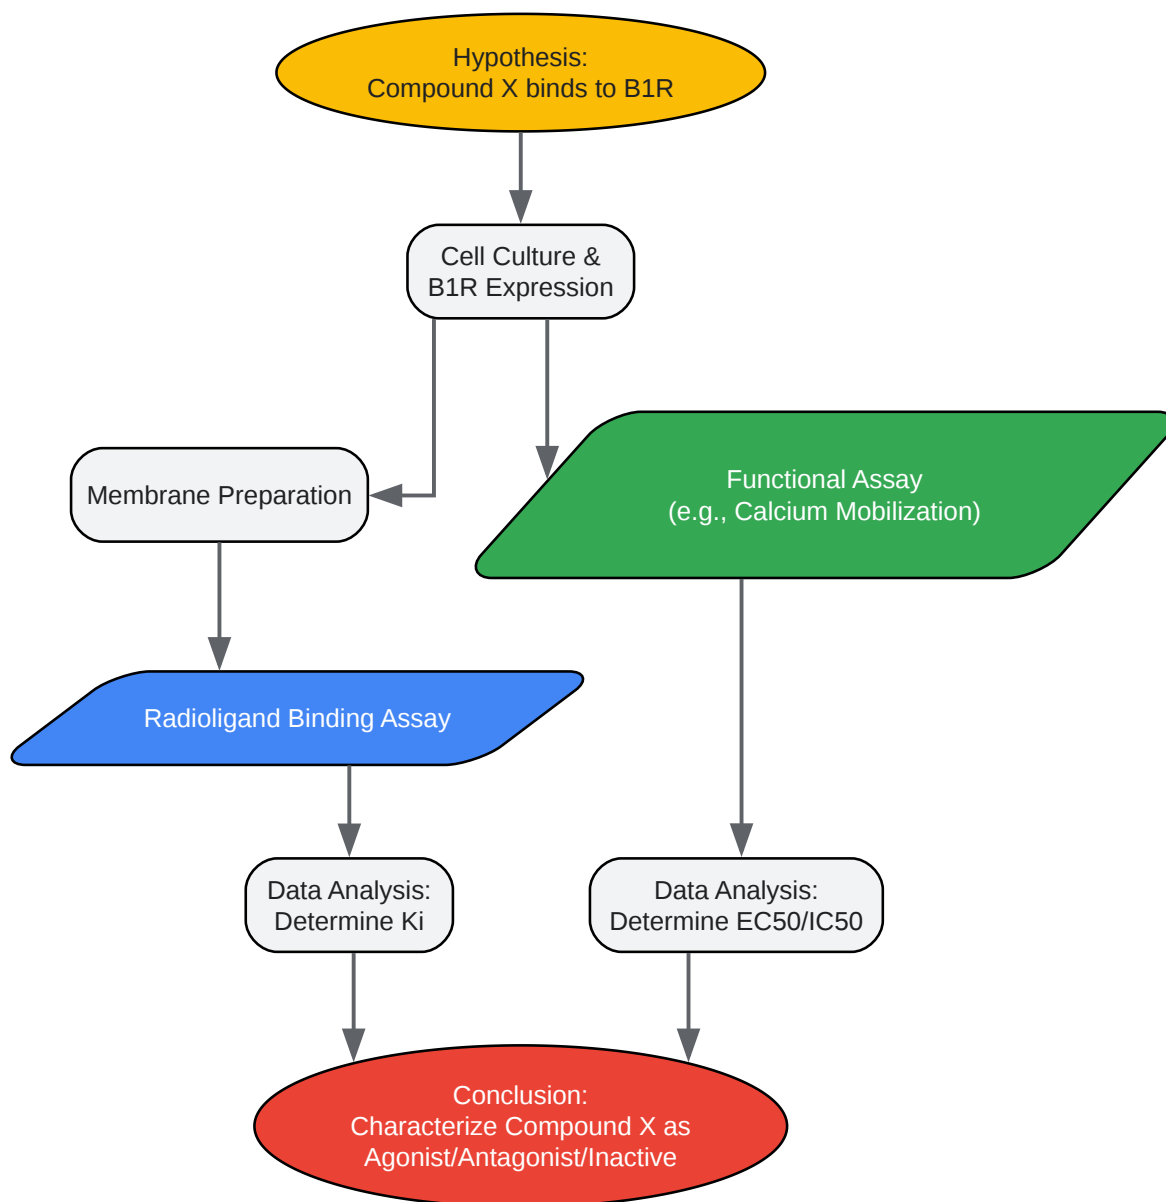 Hypothesis:
Compound X binds to B1R
Cell Culture &
B1R Expression
Membrane Preparation
Functional Assay
(e.g., Calcium Mobilization)
Radioligand Binding Assay
Data Analysis:
Determine Ki
Data Analysis:
Determine EC50/IC50
Conclusion:
Characterize Compound X as
Agonist/Antagonist/Inactive